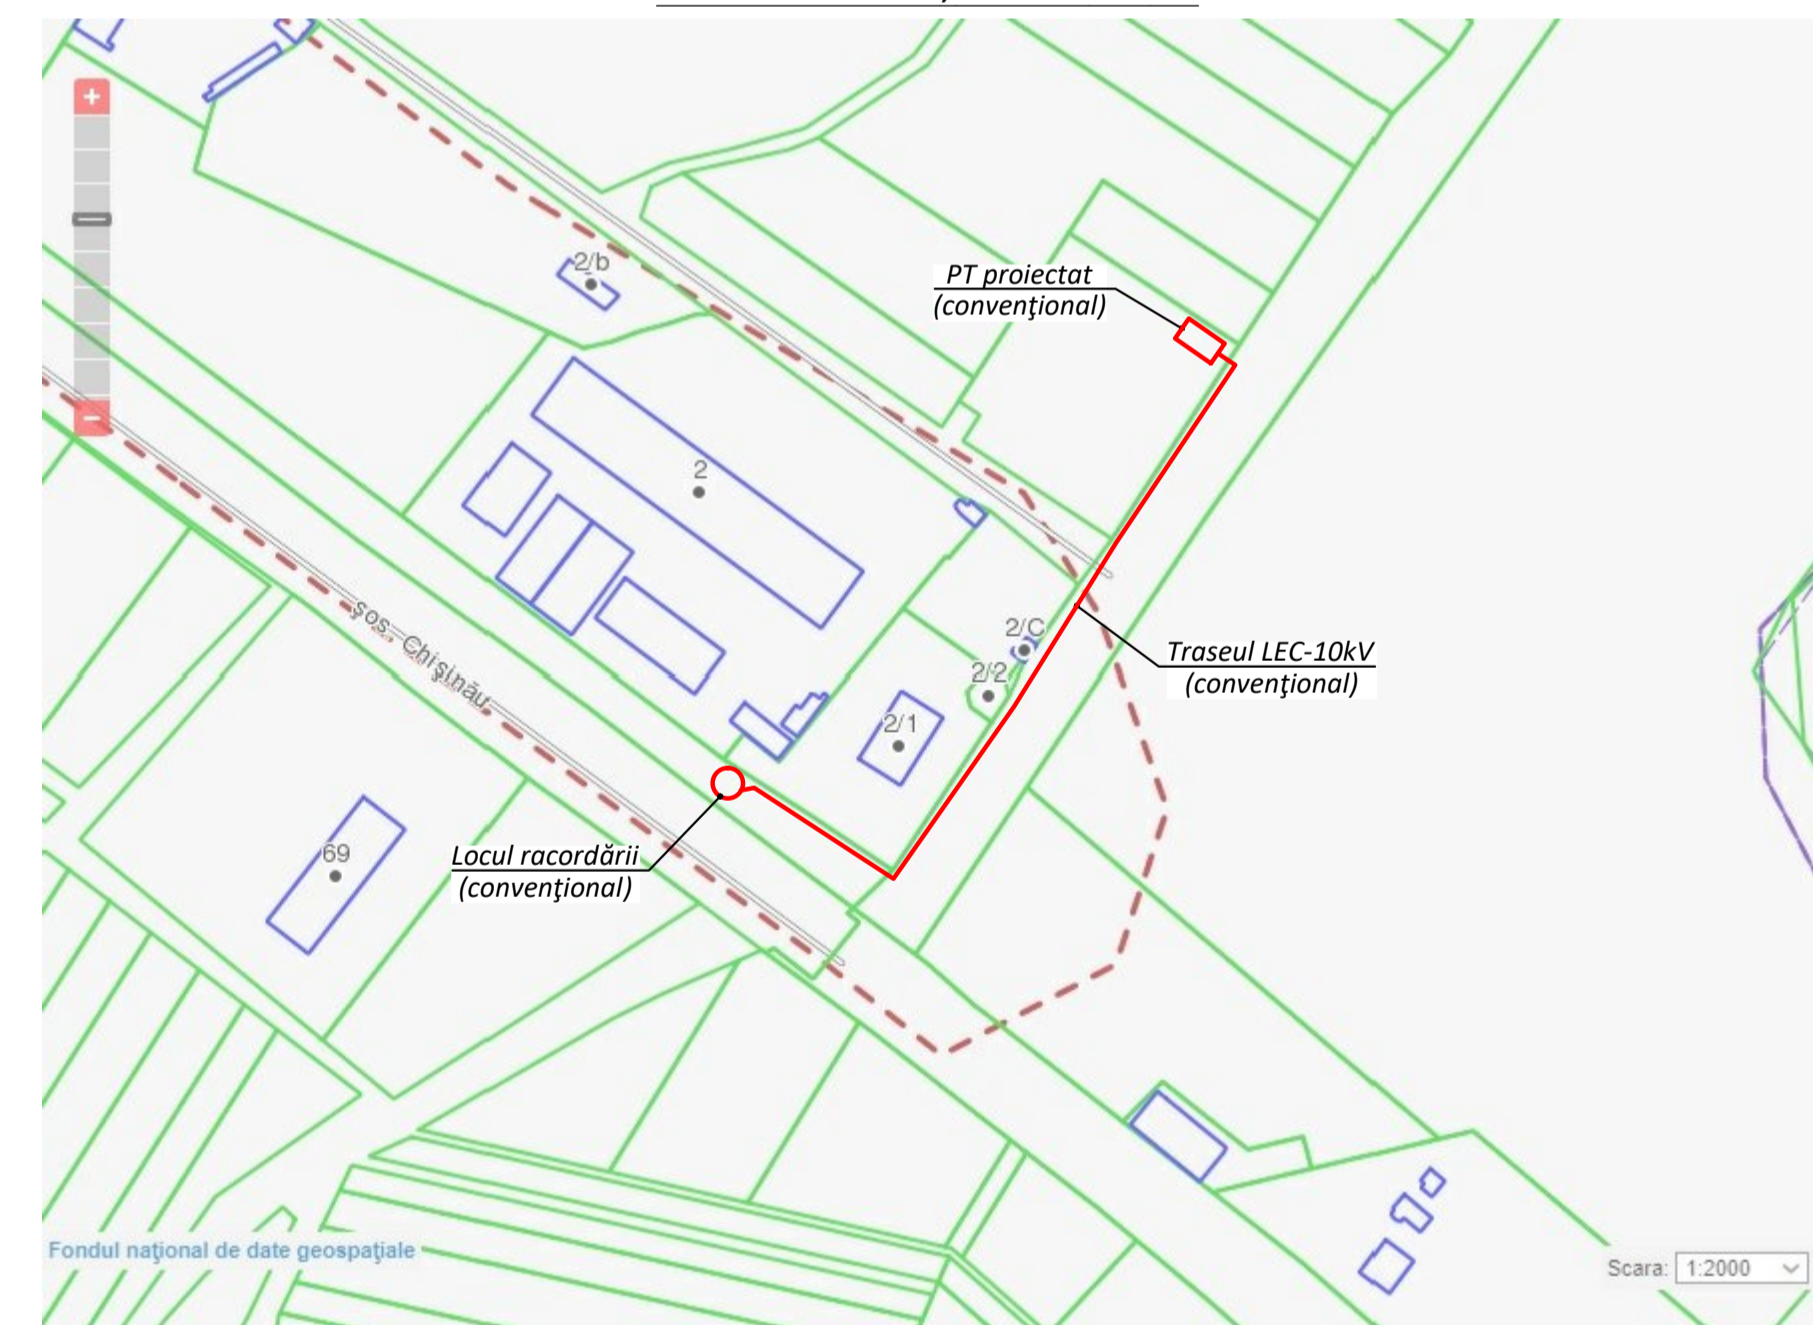 +
2/b
PT proiectat
(convenţional)
−
2
şos. Chişinău
2/C
2/2
Traseul LEC-10kV
(convenţional)
2/1
Locul racordării
(convenţional)
69
Fondul naţional de date geospaţiale
Scara: 1:2000